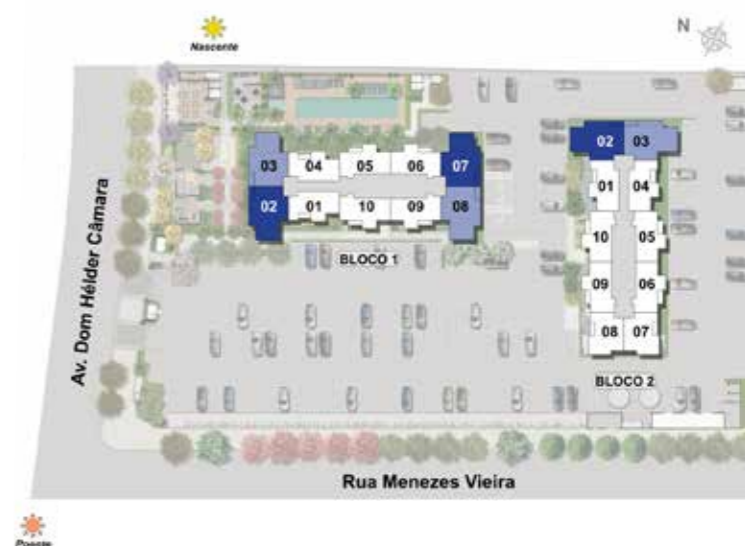 Nascente
N
03 04 05 06 07
02 01 10 09 08
BLOCO 1
02 03
01 04
10 05
09 06
08 07
BLOCO 2
Av. Dom Hélder Câmara
Rua Menezes Vieira
Poente